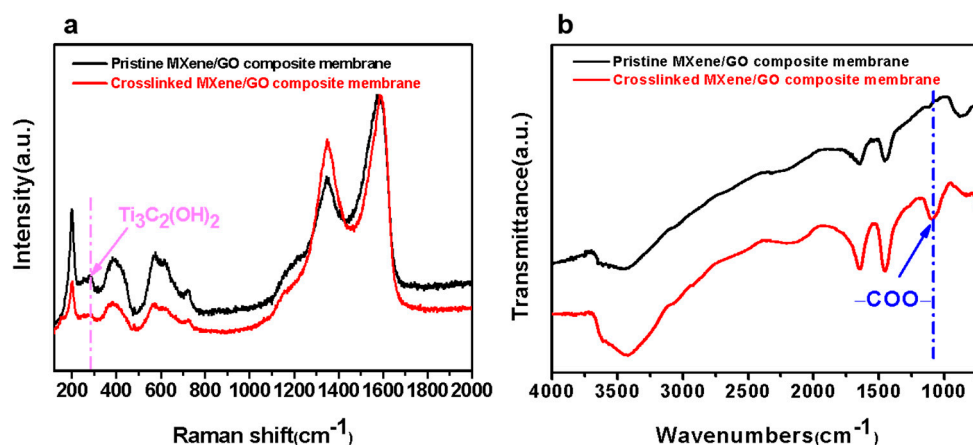 a
Pristine MXene/GO composite membrane
Crosslinked MXene/GO composite membrane
Ti₃C₂(OH)₂
Intensity(a.u.)
200 400 600 800 1000 1200 1400 1600 1800 2000
Raman shift(cm⁻¹)
b
Pristine MXene/GO composite membrane
Crosslinked MXene/GO composite membrane
–COO–
Transmittance(a.u.)
4000 3500 3000 2500 2000 1500 1000
Wavenumbers(cm⁻¹)